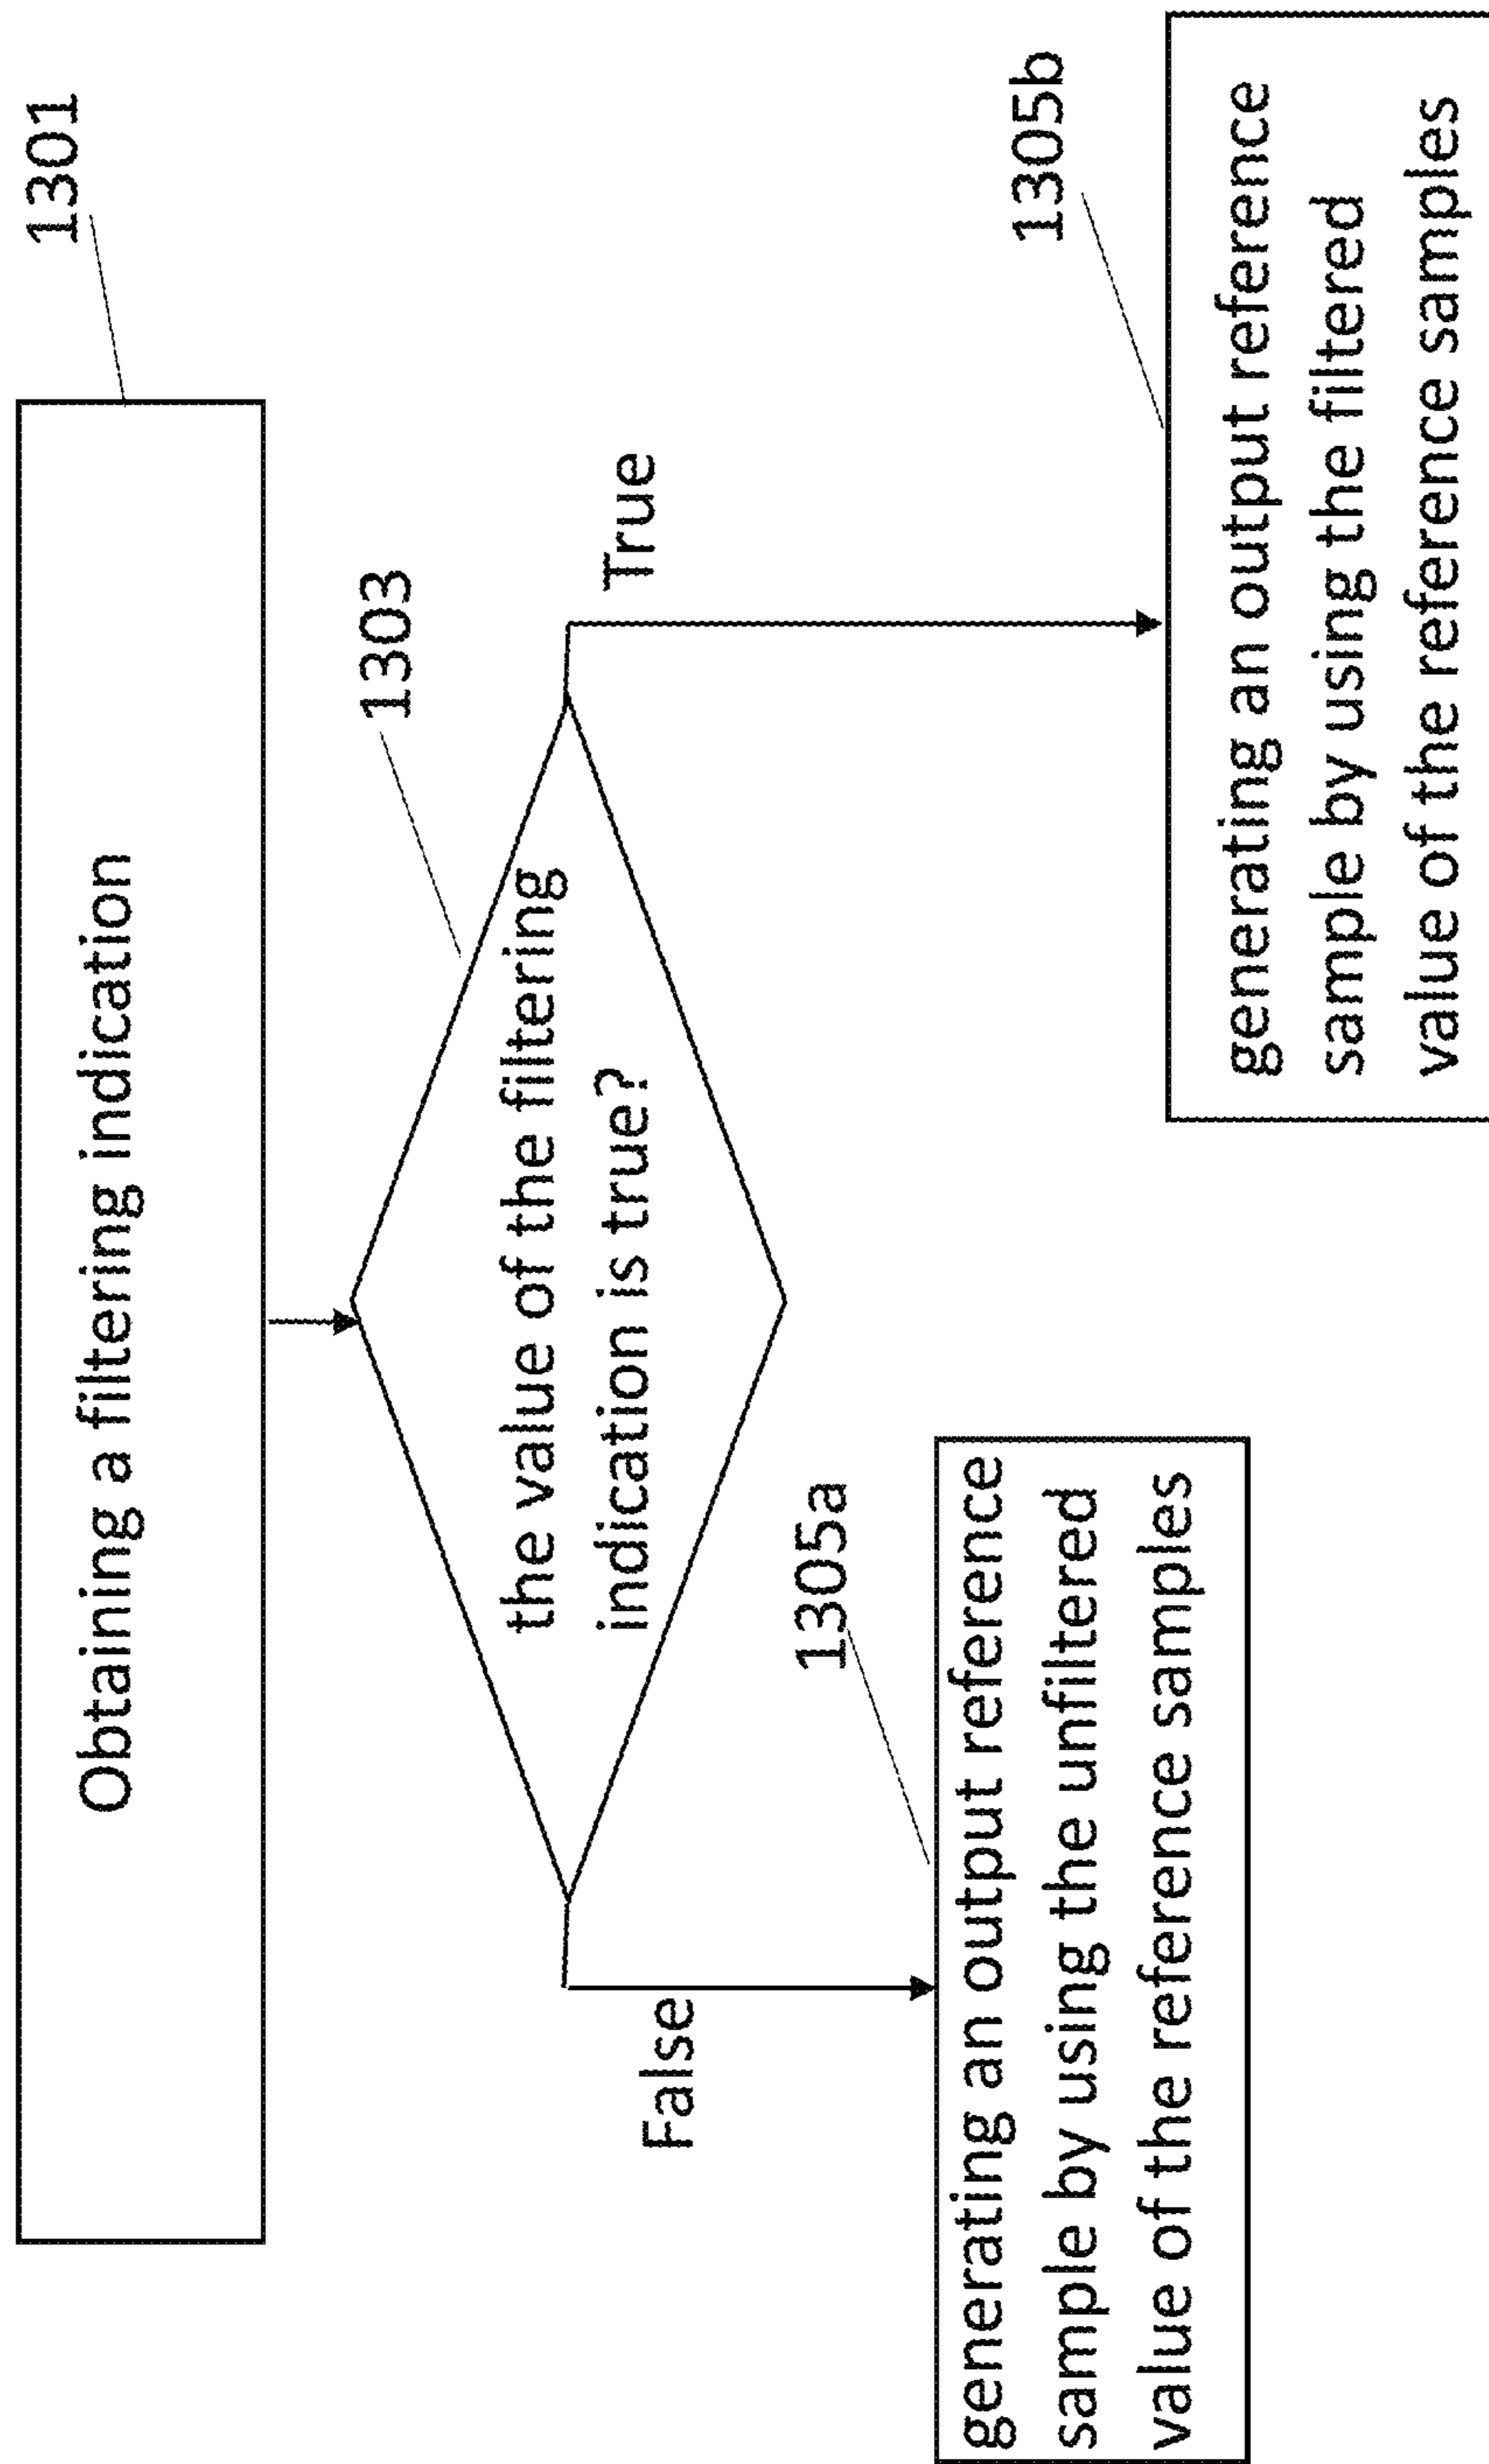 1301
Obtaining a filtering indication
1303
the value of the filtering
indication is true?
False
True
1305a
generating an output reference
sample by using the unfiltered
value of the reference samples
1305b
generating an output reference
sample by using the filtered
value of the reference samples